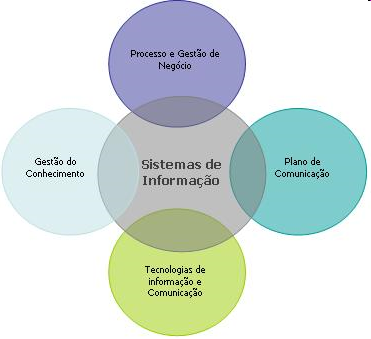 Processo e Gestão de
Negócio
Gestão do
Conhecimento
Sistemas de
Informação
Plano de
Comunicação
Tecnologias de
informação e
Comunicação